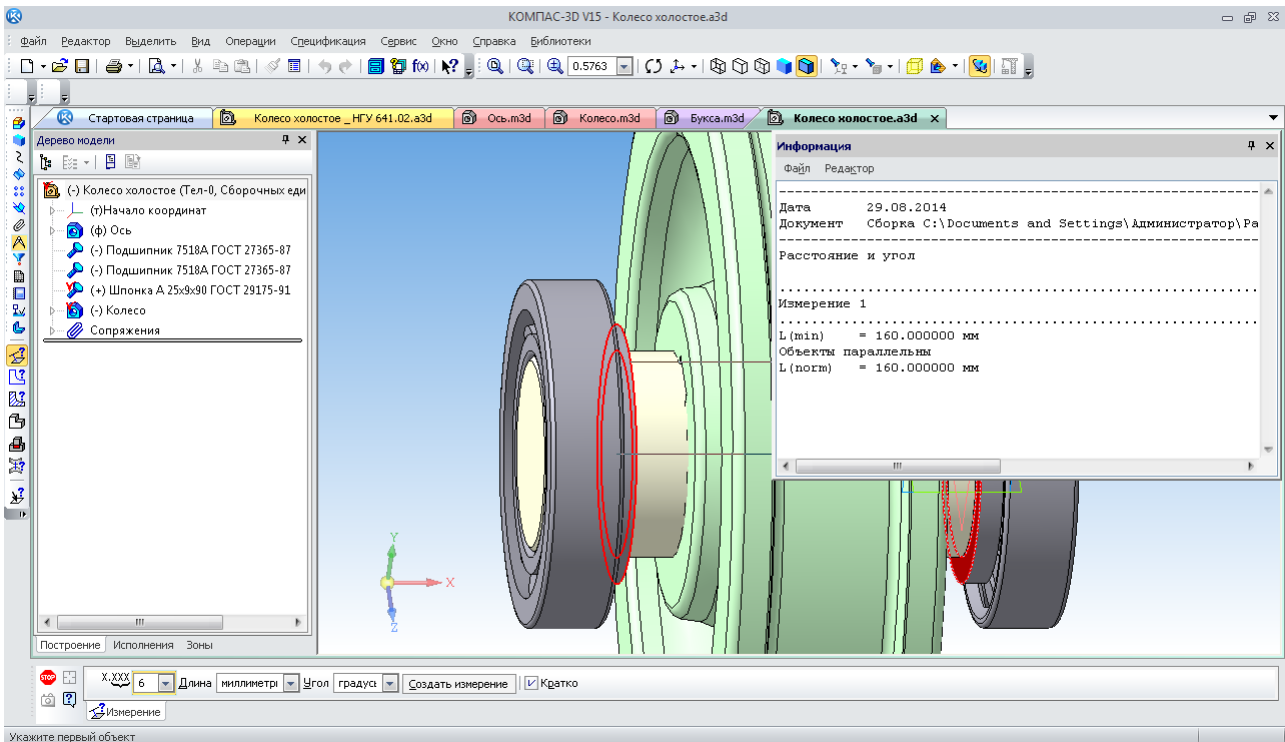 КОМПАС-3D V15 - Колесо холостое.a3d
Файл Редактор Выделить Вид Операции Спецификация Сервис Окно Справка Библиотеки
0.5763
Стартовая страница
Колесо холостое _ НГУ 641.02.a3d
Ось.m3d
Колесо.m3d
Букса.m3d
Колесо холостое.a3d
Дерево модели
(-) Колесо холостое (Тел-0, Сборочных еди
(т)Начало координат
(ф) Ось
(-) Подшипник 7518А ГОСТ 27365-87
(-) Подшипник 7518А ГОСТ 27365-87
(+) Шпонка А 25x9x90 ГОСТ 29175-91
(-) Колесо
Сопряжения
Построение Исполнения Зоны
Y
X
Z
Информация
Файл Редактор
Дата 29.08.2014
Документ Сборка C:\Documents and Settings\Администратор\Ра
Расстояние и угол
Измерение 1
L(min) = 160.000000 мм
Объекты параллельны
L(norm) = 160.000000 мм
STOP
X.XXX 6 Длина миллиметры Угол градусы Создать измерение Кратко
Измерение
Укажите первый объект